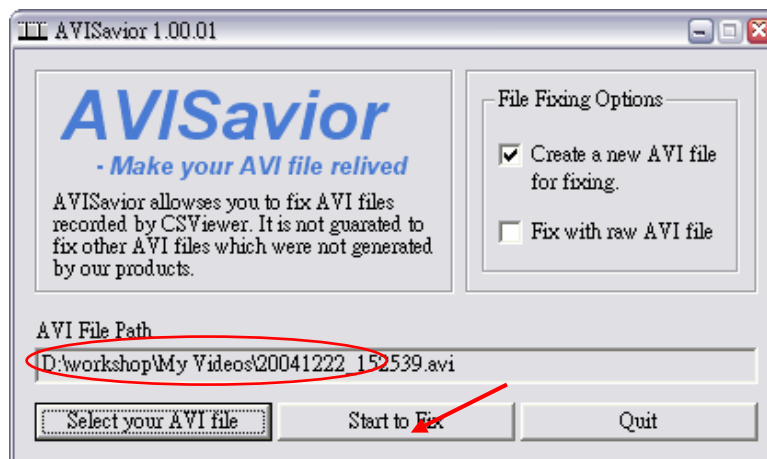 AVISavior 1.00.01
AVISavior
- Make your AVI file relived
AVISavior allowses you to fix AVI files
recorded by CSViewer. It is not guarated to
fix other AVI files which were not generated
by our products.
File Fixing Options
Create a new AVI file
for fixing.
Fix with raw AVI file
AVI File Path
D:\workshop\My Videos\20041222_152539.avi
Select your AVI file
Start to Fix
Quit